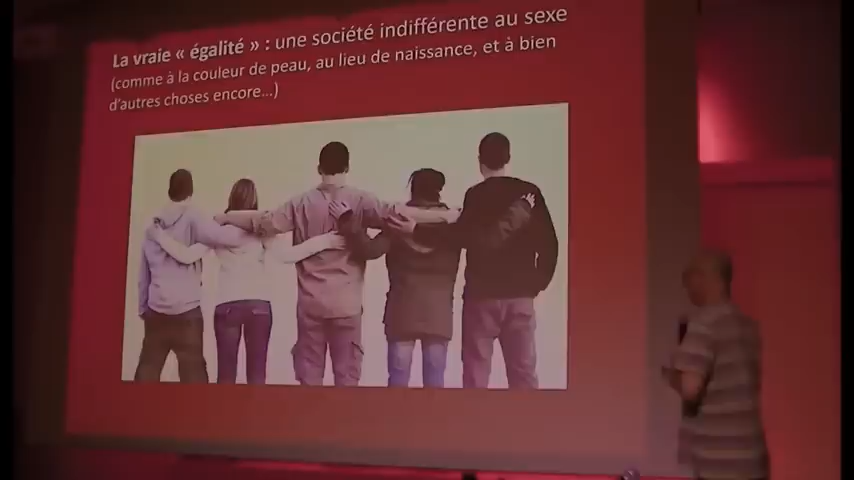 La vraie « égalité » : une société indifférente au sexe
(comme à la couleur de peau, au lieu de naissance, et à bien
d'autres choses encore...)